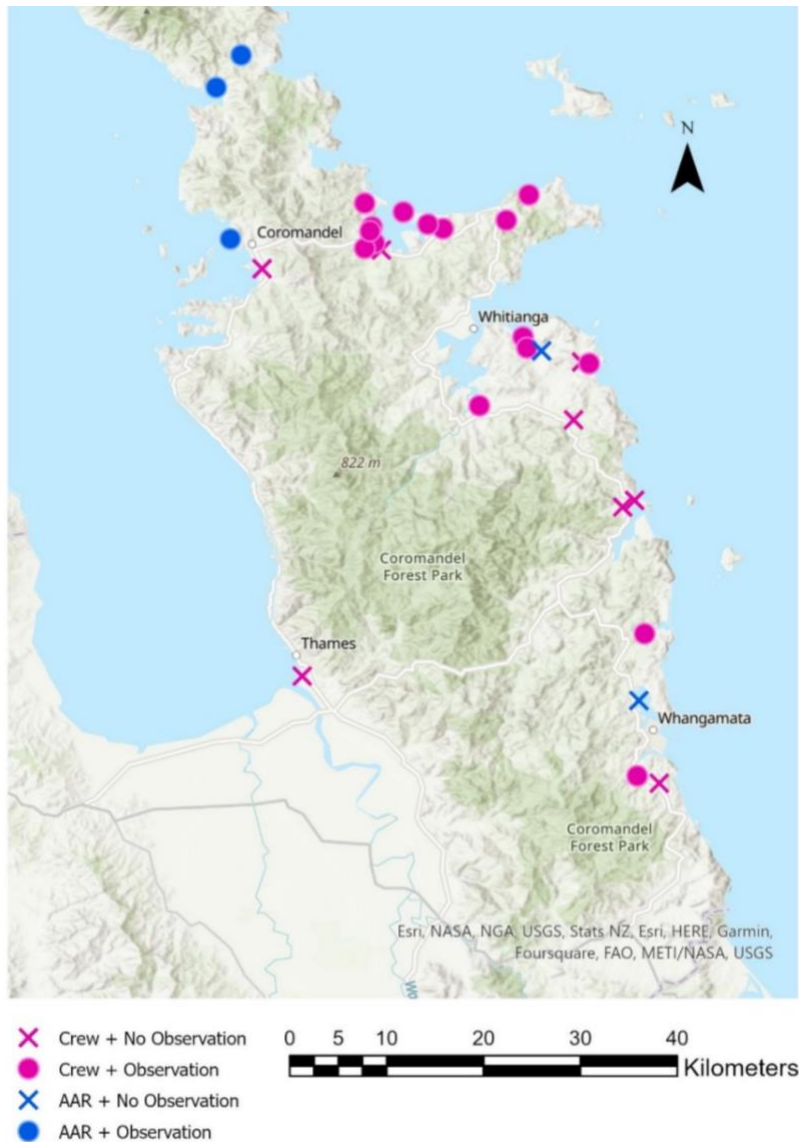 N
Coromandel
Whitianga
822 m
Coromandel
Forest Park
Thames
Whangamata
Coromandel
Forest Park
Esri, NASA, NGA, USGS, Stats NZ, Esri, HERE, Garmin,
Foursquare, FAO, METI/NASA, USGS
Crew + No Observation
Crew + Observation
AAR + No Observation
AAR + Observation
0 5 10 20 30 40
Kilometers